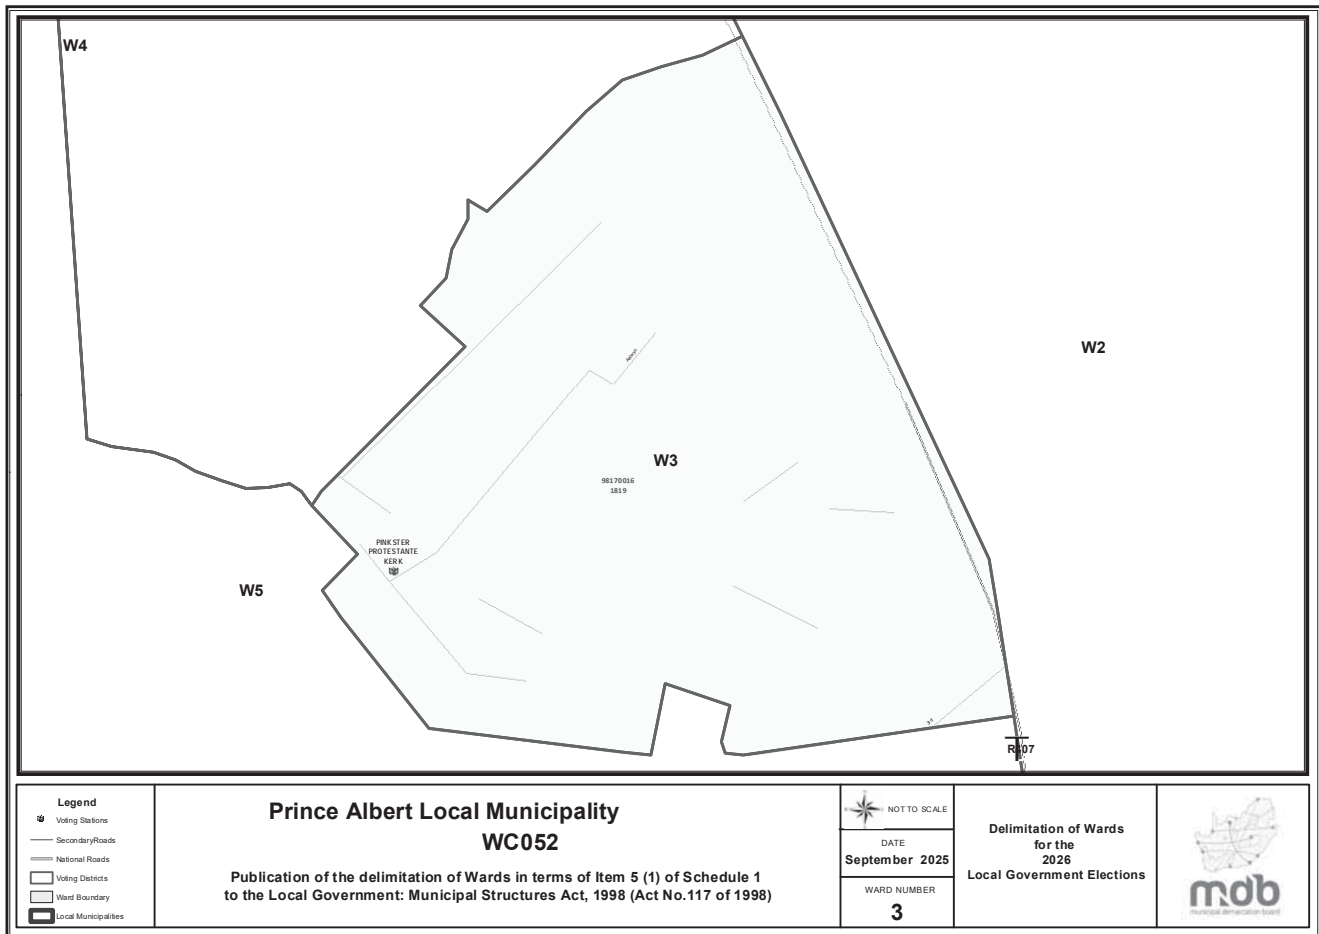 W4
W2
W3
98170016
1819
PINKSTER
PROTESTANTE
KERK
W5
R407
Legend
Voting Stations
SecondaryRoads
National Roads
Voting Districts
Ward Boundary
Local Municipalities
Prince Albert Local Municipality
WC052
Publication of the delimitation of Wards in terms of Item 5 (1) of Schedule 1
to the Local Government: Municipal Structures Act, 1998 (Act No.117 of 1998)
NOT TO SCALE
DATE
September 2025
WARD NUMBER
3
Delimitation of Wards
for the
2026
Local Government Elections
mdb
municipal demarcation board